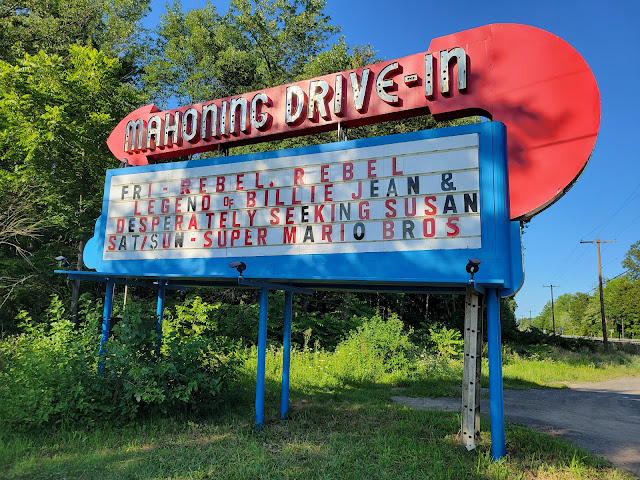 MAHONING DRIVE-IN
FRI - REBEL, REBEL
LEGEND OF BILLIE JEAN &
DESPERATELY SEEKING SUSAN
SAT/SUN - SUPER MARIO BROS